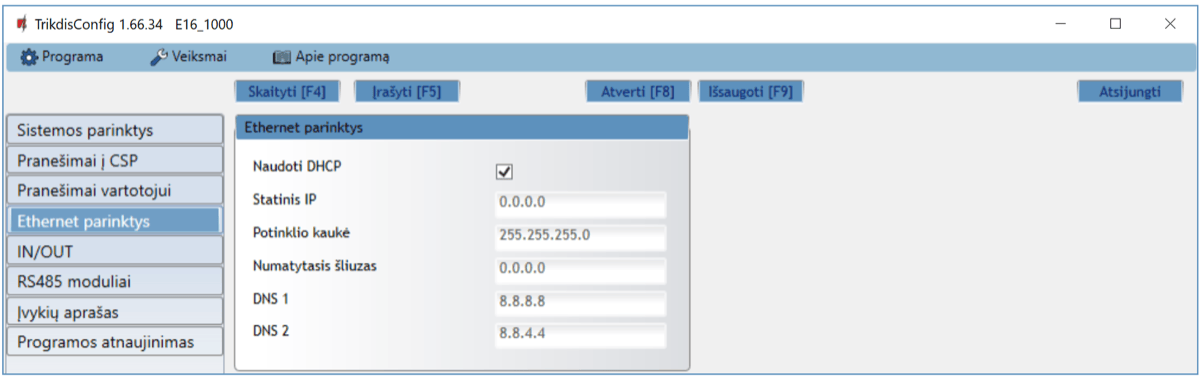 TrikdisConfig 1.66.34 E16_1000
Programa Veiksmai Apie programą
Skaityti [F4] Įrašyti [F5] Atverti [F8] Išsaugoti [F9] Atsijungti
Sistemos parinktys
Pranešimai į CSP
Pranešimai vartotojui
Ethernet parinktys
IN/OUT
RS485 moduliai
Įvykių aprašas
Programos atnaujinimas
Ethernet parinktys
Naudoti DHCP
Statinis IP 0.0.0.0
Potinklio kaukė 255.255.255.0
Numatytasis šliuzas 0.0.0.0
DNS 1 8.8.8.8
DNS 2 8.8.4.4